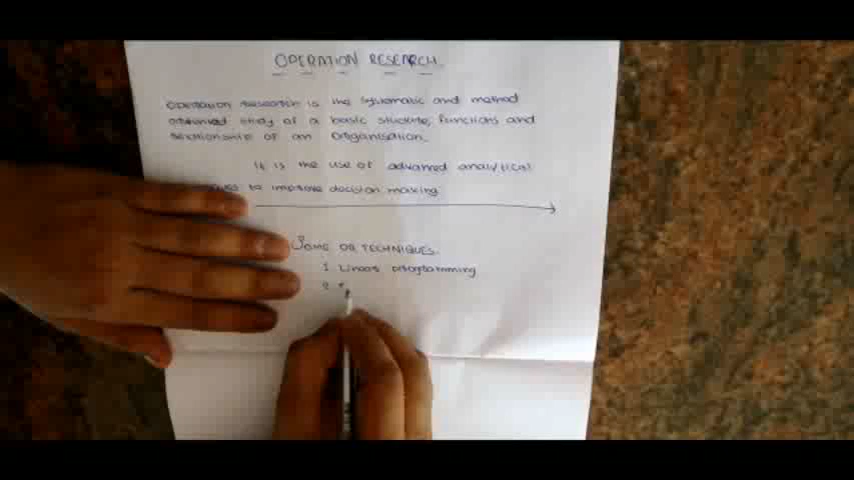 OPERATION RESEARCH
Operation research is the systematic and method
oriented study of a basic structure, functions and
relationship of an Organisation.
It is the use of advanced analytical
to improve decision making
Some OR TECHNIQUES.
1 Linear programming
2